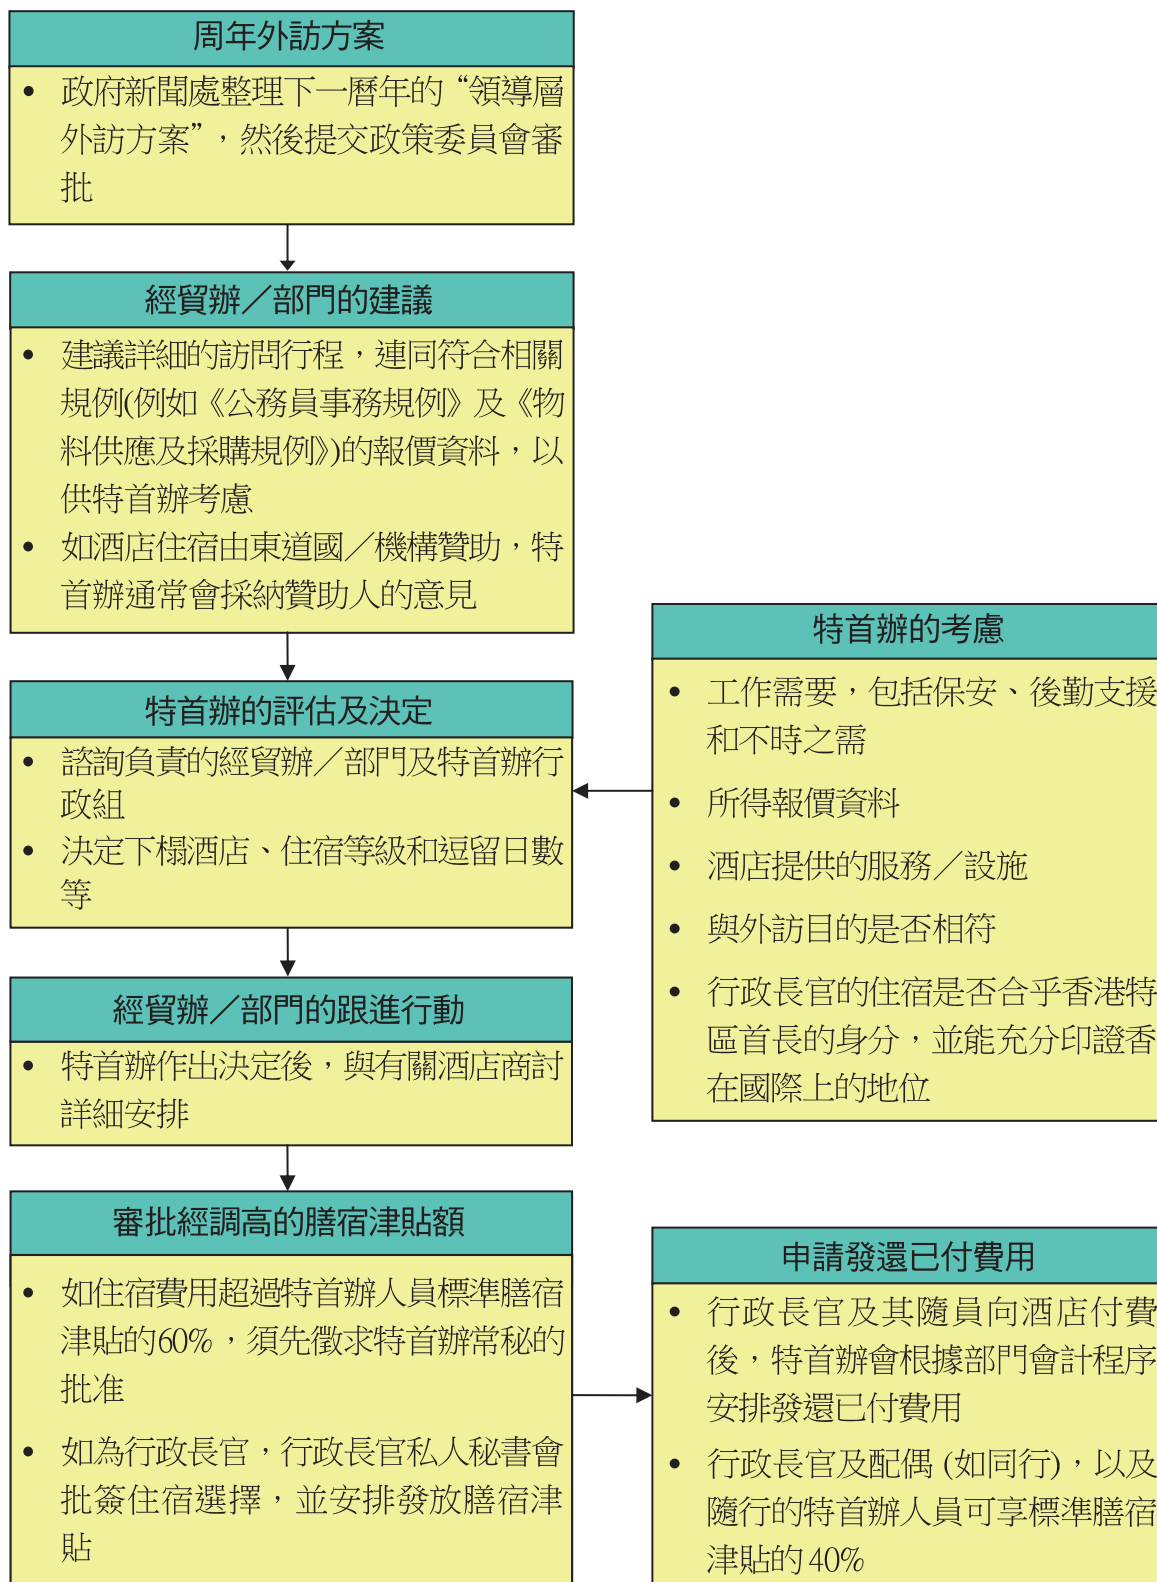 周年外訪方案
• 政府新聞處整理下一曆年的“領導層
外訪方案”，然後提交政策委員會審
批
經貿辦／部門的建議
• 建議詳細的訪問行程，連同符合相關
規例(例如《公務員事務規例》及《物
料供應及採購規例》)的報價資料，以
供特首辦考慮
• 如酒店住宿由東道國／機構贊助，特
首辦通常會採納贊助人的意見
特首辦的評估及決定
• 諮詢負責的經貿辦／部門及特首辦行
政組
• 決定下榻酒店、住宿等級和逗留日數
等
特首辦的考慮
• 工作需要，包括保安、後勤支援
和不時之需
• 所得報價資料
• 酒店提供的服務／設施
• 與外訪目的是否相符
• 行政長官的住宿是否合乎香港特
區首長的身分，並能充分印證香
在國際上的地位
經貿辦／部門的跟進行動
• 特首辦作出決定後，與有關酒店商討
詳細安排
審批經調高的膳宿津貼額
• 如住宿費用超過特首辦人員標準膳宿
津貼的60%，須先徵求特首辦常秘的
批准
• 如為行政長官，行政長官私人秘書會
批簽住宿選擇，並安排發放膳宿津
貼
申請發還已付費用
• 行政長官及其隨員向酒店付費
後，特首辦會根據部門會計程序
安排發還已付費用
• 行政長官及配偶 (如同行)，以及
隨行的特首辦人員可享標準膳宿
津貼的 40%